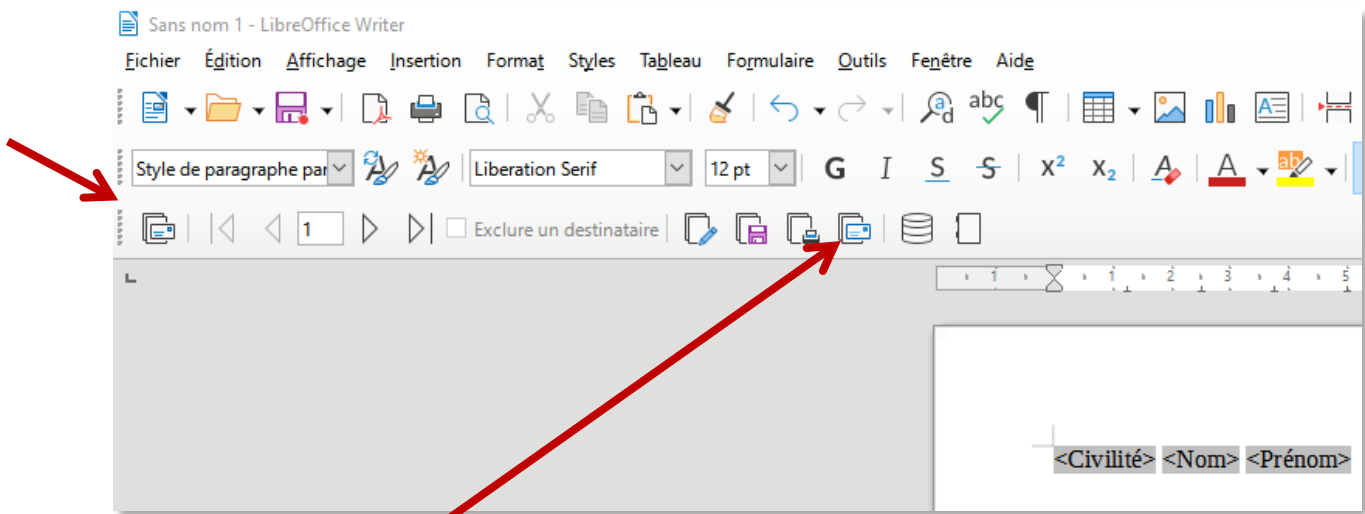 Sans nom 1 - LibreOffice Writer
Fichier Édition Affichage Insertion Format Styles Tableau Formulaire Outils Fenêtre Aide
Style de paragraphe par Liberation Serif 12 pt G I S S X² X₂ A A ab
1 Exclure un destinataire
1 1 2 3 4 5
<Civilité> <Nom> <Prénom>